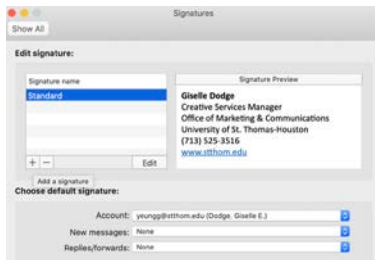 Signatures
Show All
Edit signature:
Signature name
Standard
Signature Preview
Giselle Dodge
Creative Services Manager
Office of Marketing & Communications
University of St. Thomas-Houston
(713) 525-3516
www.stthom.edu
+ − Edit
Add a signature
Choose default signature:
Account: yeungg@stthom.edu (Dodge, Giselle E.)
New messages: None
Replies/forwards: None